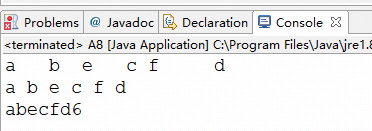 Problems @ Javadoc Declaration Console
<terminated> A8 [Java Application] C:\Program Files\Java\jre1.8
a   b  e   c f     d
a b e c f d
abecfd6